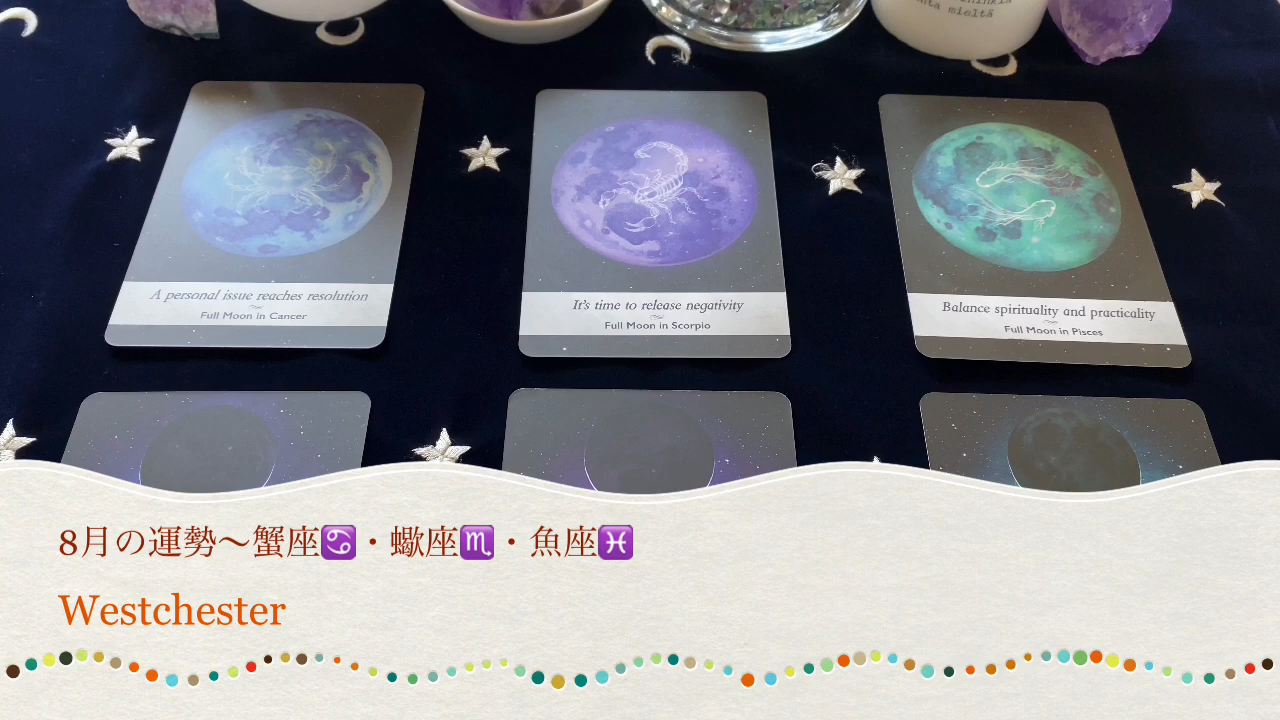 mieltä
A personal issue reaches resolution
Full Moon in Cancer
It's time to release negativity
Full Moon in Scorpio
Balance spirituality and practicality
Full Moon in Pisces
8月の運勢〜蟹座♋・蠍座♏・魚座♓
Westchester